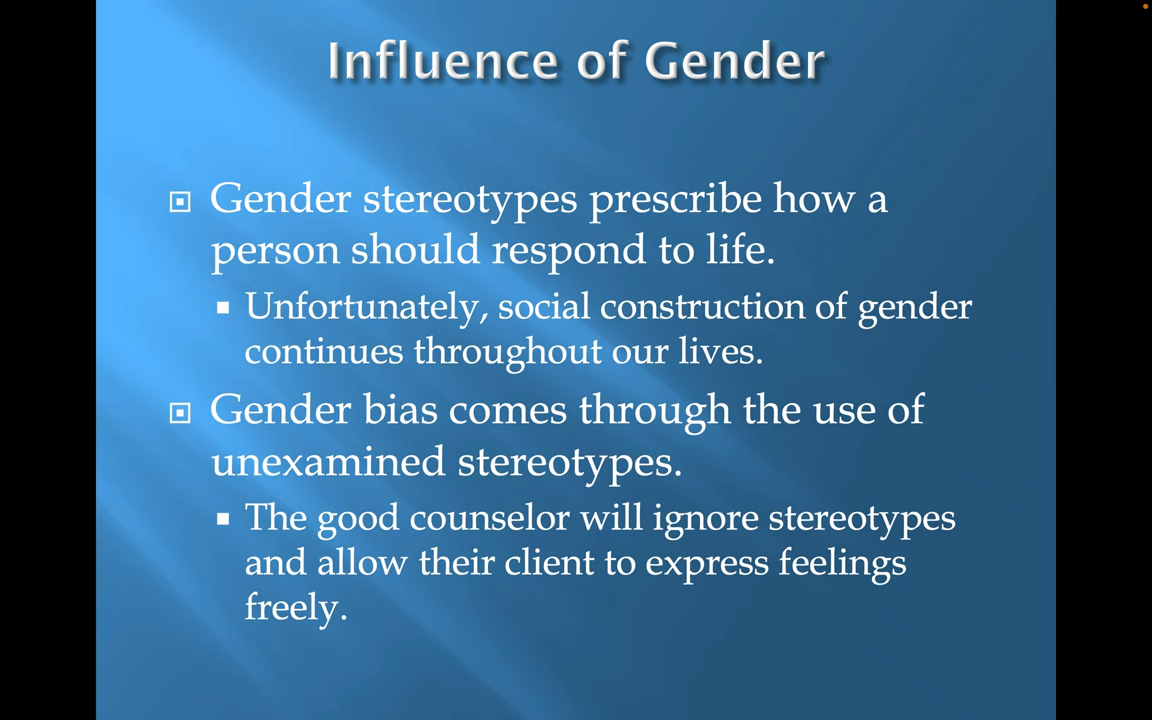 Influence of Gender
Gender stereotypes prescribe how a
person should respond to life.
Unfortunately, social construction of gender
continues throughout our lives.
Gender bias comes through the use of
unexamined stereotypes.
The good counselor will ignore stereotypes
and allow their client to express feelings
freely.